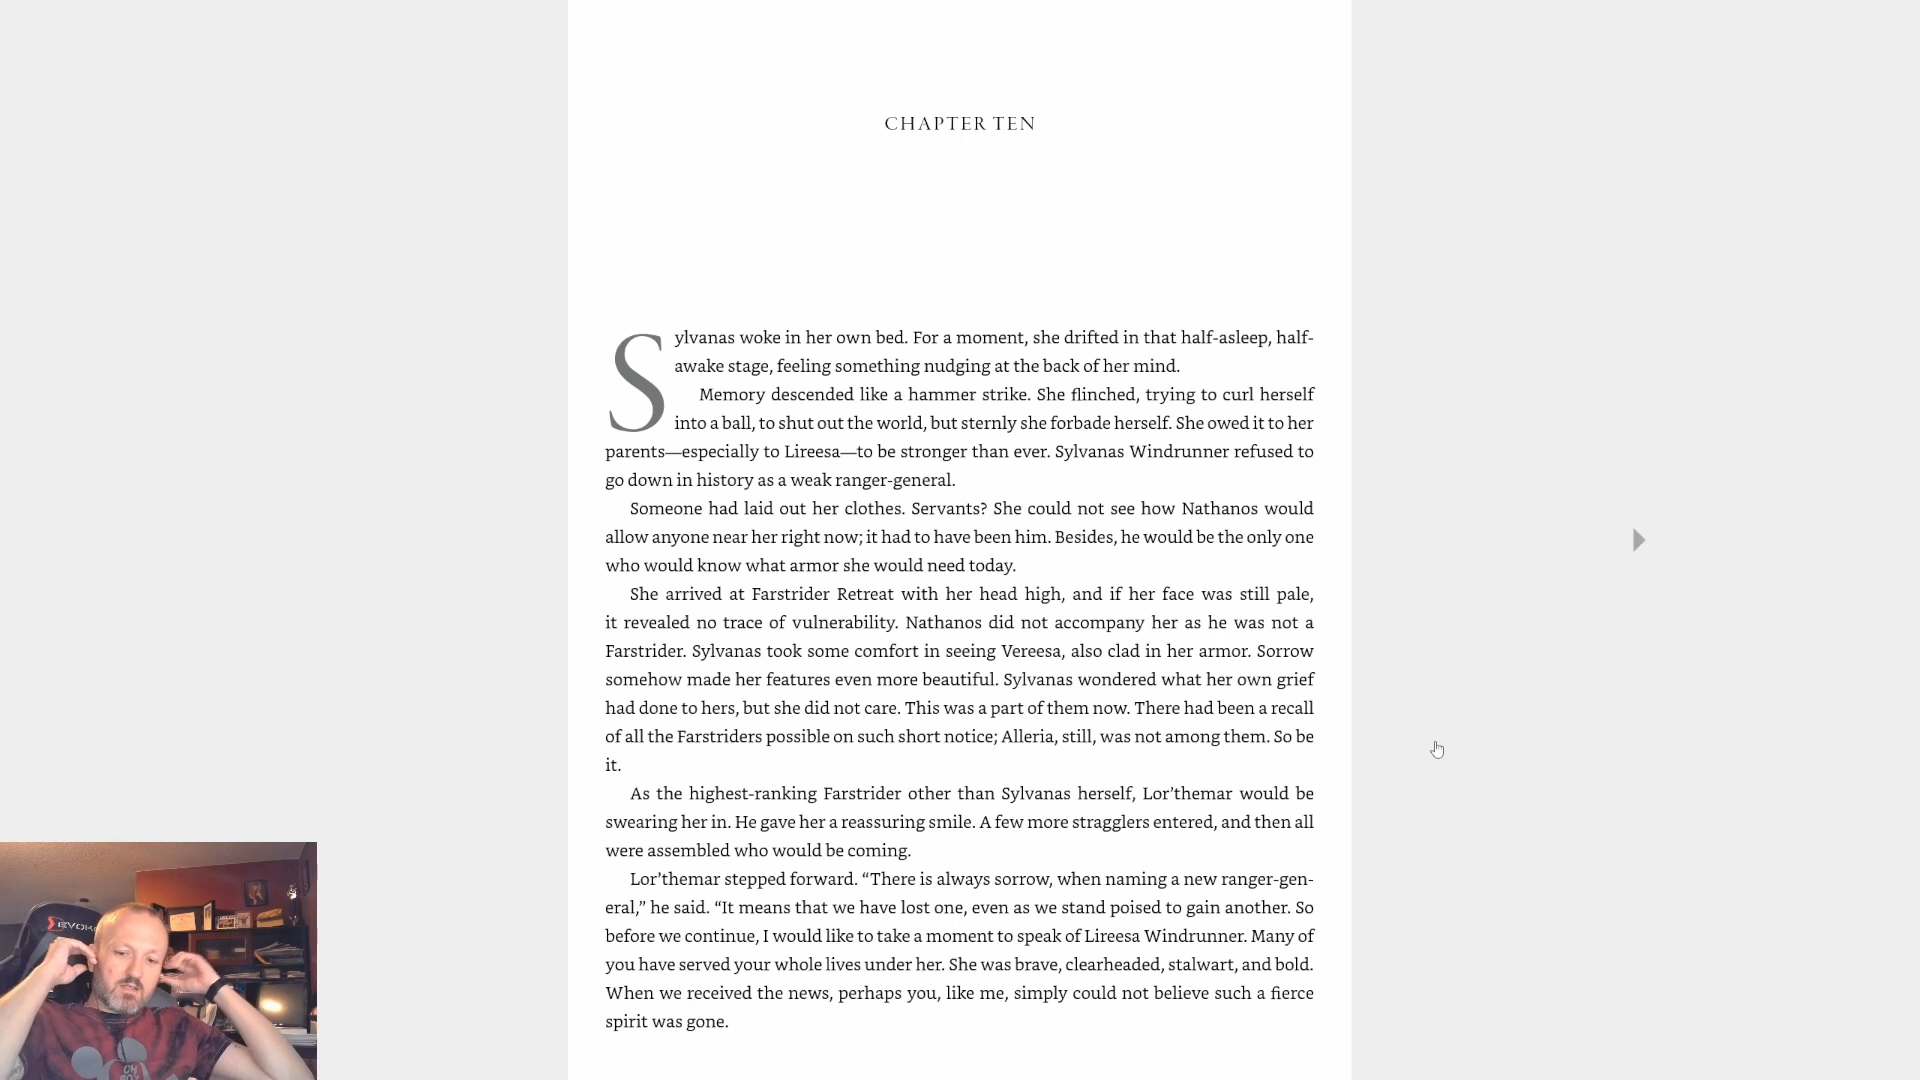 CHAPTER TEN
Sylvanas woke in her own bed. For a moment, she drifted in that half-asleep, half-
awake stage, feeling something nudging at the back of her mind.
Memory descended like a hammer strike. She flinched, trying to curl herself
into a ball, to shut out the world, but sternly she forbade herself. She owed it to her
parents—especially to Lireesa—to be stronger than ever. Sylvanas Windrunner refused to
go down in history as a weak ranger-general.
Someone had laid out her clothes. Servants? She could not see how Nathanos would
allow anyone near her right now; it had to have been him. Besides, he would be the only one
who would know what armor she would need today.
She arrived at Farstrider Retreat with her head high, and if her face was still pale,
it revealed no trace of vulnerability. Nathanos did not accompany her as he was not a
Farstrider. Sylvanas took some comfort in seeing Vereesa, also clad in her armor. Sorrow
somehow made her features even more beautiful. Sylvanas wondered what her own grief
had done to hers, but she did not care. This was a part of them now. There had been a recall
of all the Farstriders possible on such short notice; Alleria, still, was not among them. So be
it.
As the highest-ranking Farstrider other than Sylvanas herself, Lor’themar would be
swearing her in. He gave her a reassuring smile. A few more stragglers entered, and then all
were assembled who would be coming.
Lor’themar stepped forward. “There is always sorrow, when naming a new ranger-gen-
eral,” he said. “It means that we have lost one, even as we stand poised to gain another. So
before we continue, I would like to take a moment to speak of Lireesa Windrunner. Many of
you have served your whole lives under her. She was brave, clearheaded, stalwart, and bold.
When we received the news, perhaps you, like me, simply could not believe such a fierce
spirit was gone.
EVOK
OH
BOY